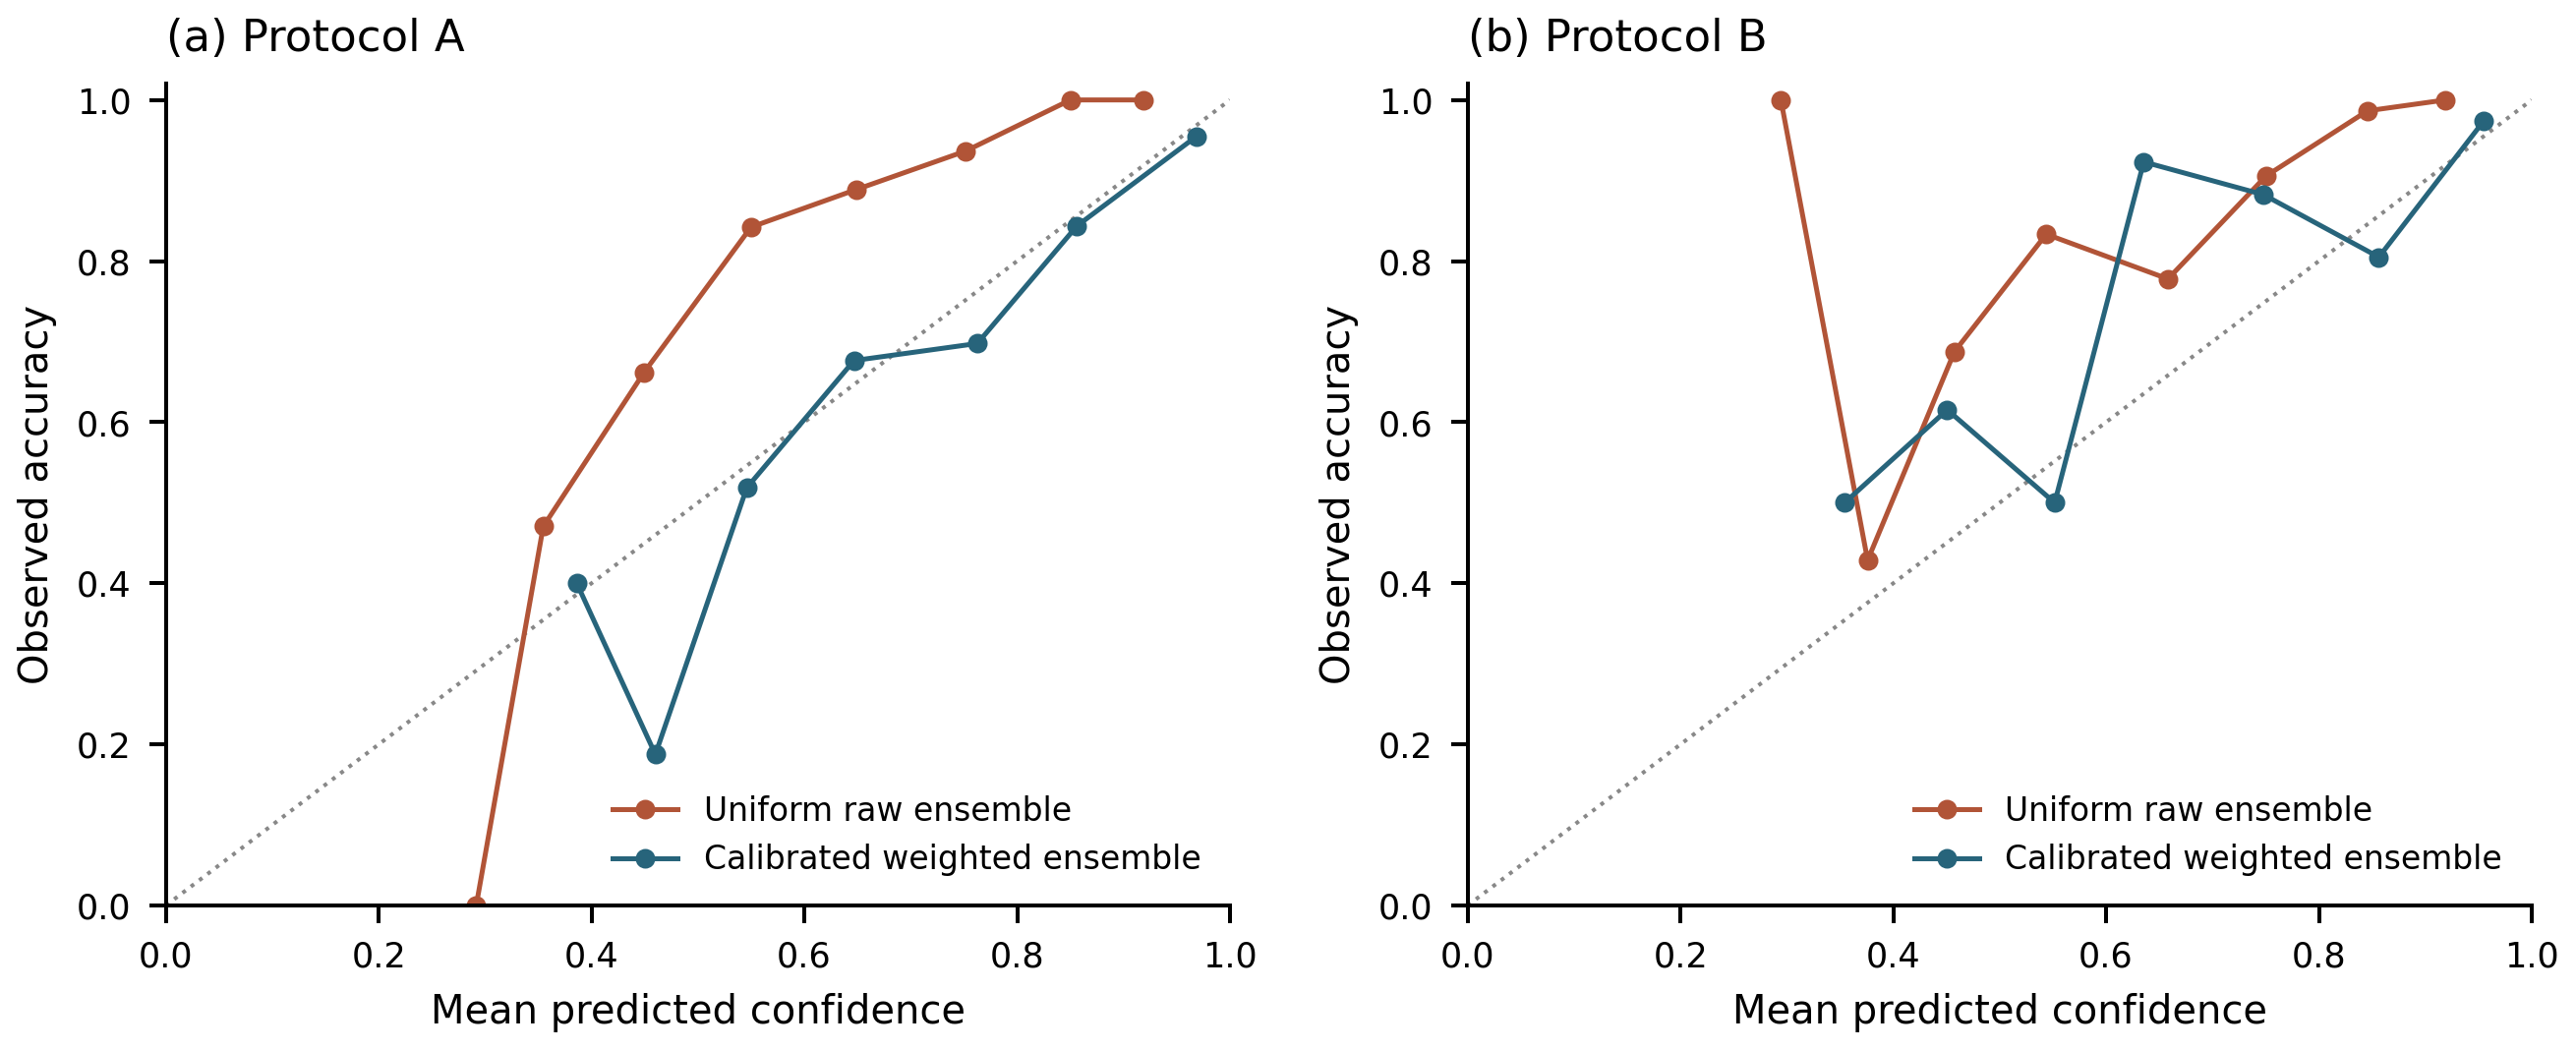 (a) Protocol A
1.0
0.8
0.6
0.4
0.2
0.0
Observed accuracy
Uniform raw ensemble
Calibrated weighted ensemble
0.0 0.2 0.4 0.6 0.8 1.0
Mean predicted confidence
(b) Protocol B
1.0
0.8
0.6
0.4
0.2
0.0
Observed accuracy
Uniform raw ensemble
Calibrated weighted ensemble
0.0 0.2 0.4 0.6 0.8 1.0
Mean predicted confidence